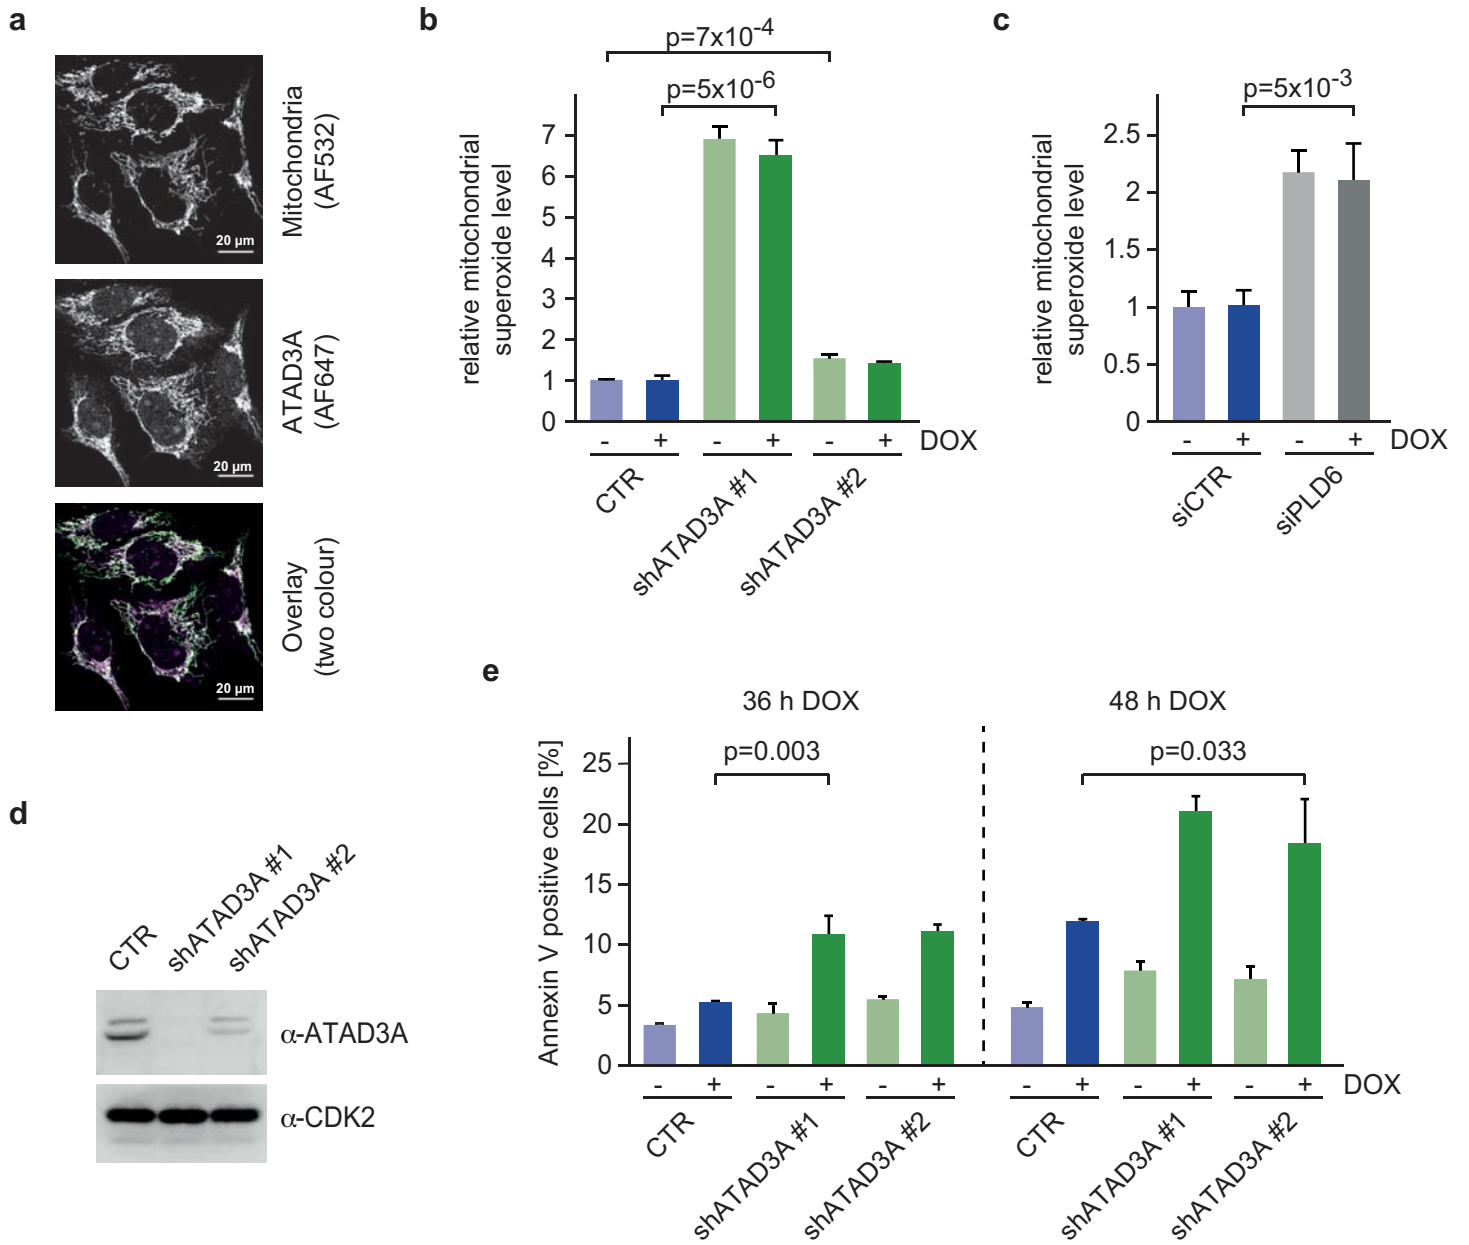 a
Mitochondria
(AF532)
20 µm
ATAD3A
(AF647)
20 µm
Overlay
(two colour)
20 µm
b
p=7x10-4
p=5x10-6
relative mitochondrial
superoxide level
7
6
5
4
3
2
1
0
- + - + - + DOX
CTR
shATAD3A #1
shATAD3A #2
c
p=5x10-3
relative mitochondrial
superoxide level
2.5
2
1.5
1
0.5
0
- + - + DOX
siCTR
siPLD6
d
CTR
shATAD3A #1
shATAD3A #2
α-ATAD3A
α-CDK2
e
36 h DOX
48 h DOX
p=0.003
p=0.033
Annexin V positive cells [%]
25
20
15
10
5
0
- + - + - + - + - + - + DOX
CTR
shATAD3A #1
shATAD3A #2
CTR
shATAD3A #1
shATAD3A #2